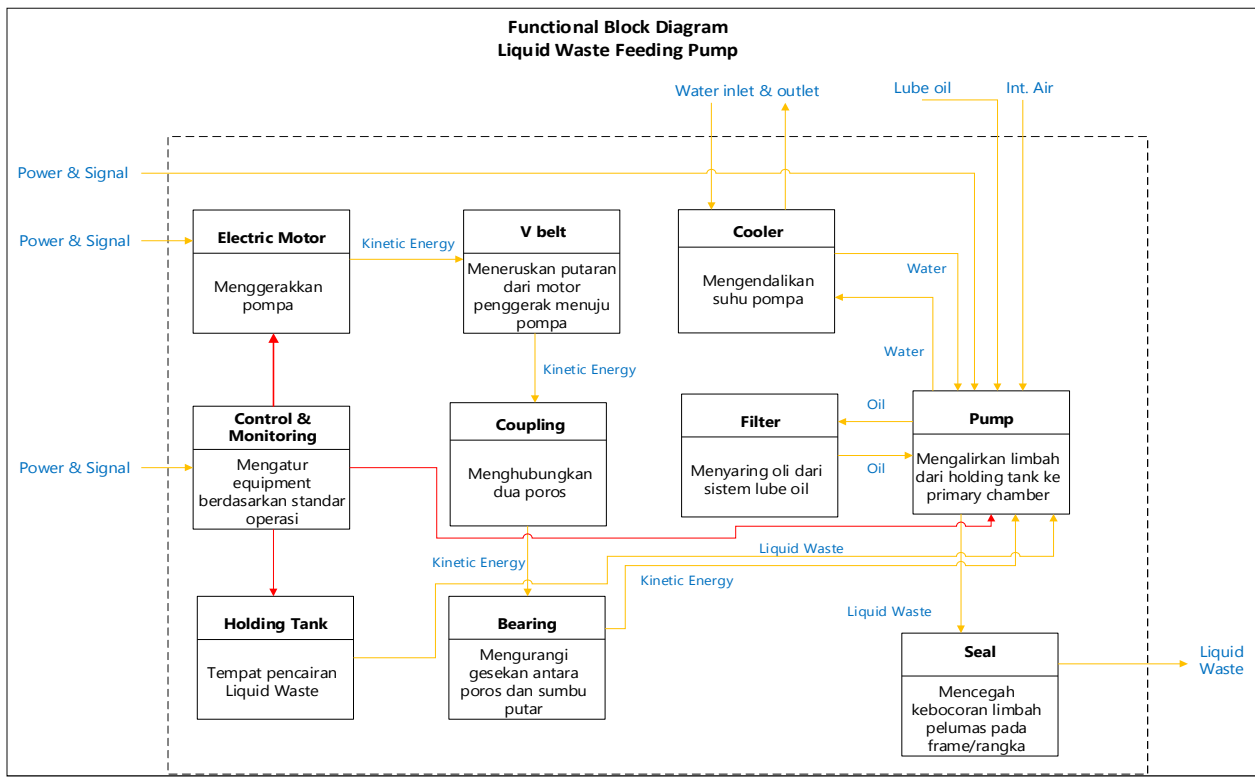 Functional Block Diagram
Liquid Waste Feeding Pump
Water inlet & outlet
Lube oil
Int. Air
Power & Signal
Power & Signal
Electric Motor
Menggerakkan
pompa
Kinetic Energy
V belt
Meneruskan putaran
dari motor
penggerak menuju
pompa
Cooler
Mengendalikan
suhu pompa
Water
Water
Kinetic Energy
Power & Signal
Control &
Monitoring
Mengatur
equipment
berdasarkan standar
operasi
Coupling
Menghubungkan
dua poros
Filter
Menyaring oli dari
sistem lube oil
Oil
Oil
Pump
Mengalirkan limbah
dari holding tank ke
primary chamber
Liquid Waste
Kinetic Energy
Kinetic Energy
Holding Tank
Tempat pencairan
Liquid Waste
Bearing
Mengurangi
gesekan antara
poros dan sumbu
putar
Liquid Waste
Seal
Mencegah
kebocoran limbah
pelumas pada
frame/rangka
Liquid
Waste